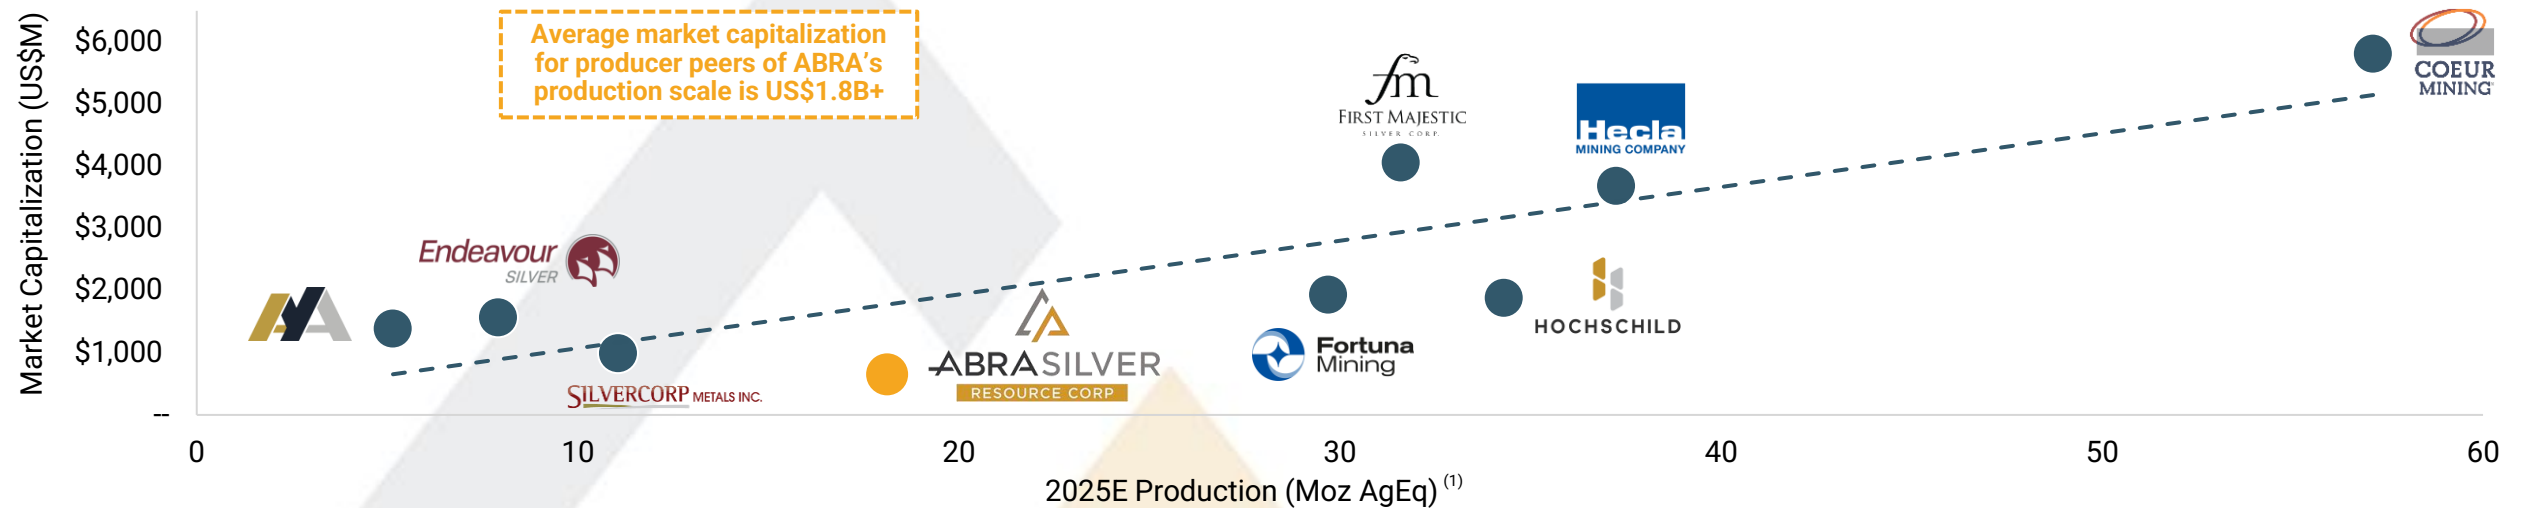 Market Capitalization (US$M)
$6,000
$5,000
$4,000
$3,000
$2,000
$1,000
--
Average market capitalization
for producer peers of ABRA’s
production scale is US$1.8B+
AYA
Endeavour
SILVER
SILVERCORP METALS INC.
ABRASILVER
RESOURCE CORP
fm
FIRST MAJESTIC
SILVER CORP.
Hecla
MINING COMPANY
Fortuna
Mining
HOCHSCHILD
COEUR
MINING
0 10 20 30 40 50 60
2025E Production (Moz AgEq) (1)